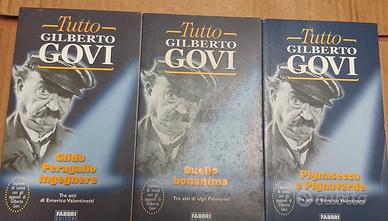 Tutto
GILBERTO
GOVI
Gildo
Peragallo
ingegnere
Tre atti
di Emerico Valentinetti
FABBRI
EDITORI
Tutto
GILBERTO
GOVI
Quello
bonanima
Tre atti di Ugo Palmerini
FABBRI
Tutto
GILBERTO
GOVI
Pignasecca
e Pignaverde
Tre atti di Emerico Valentinetti
FABBRI